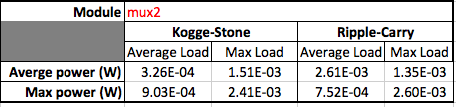 Module mux2
Kogge-Stone Ripple-Carry
Average Load Max Load Average Load Max Load
Averge power (W) 3.26E-04 1.51E-03 2.61E-03 1.35E-03
Max power (W) 9.03E-04 2.41E-03 7.52E-04 2.60E-03